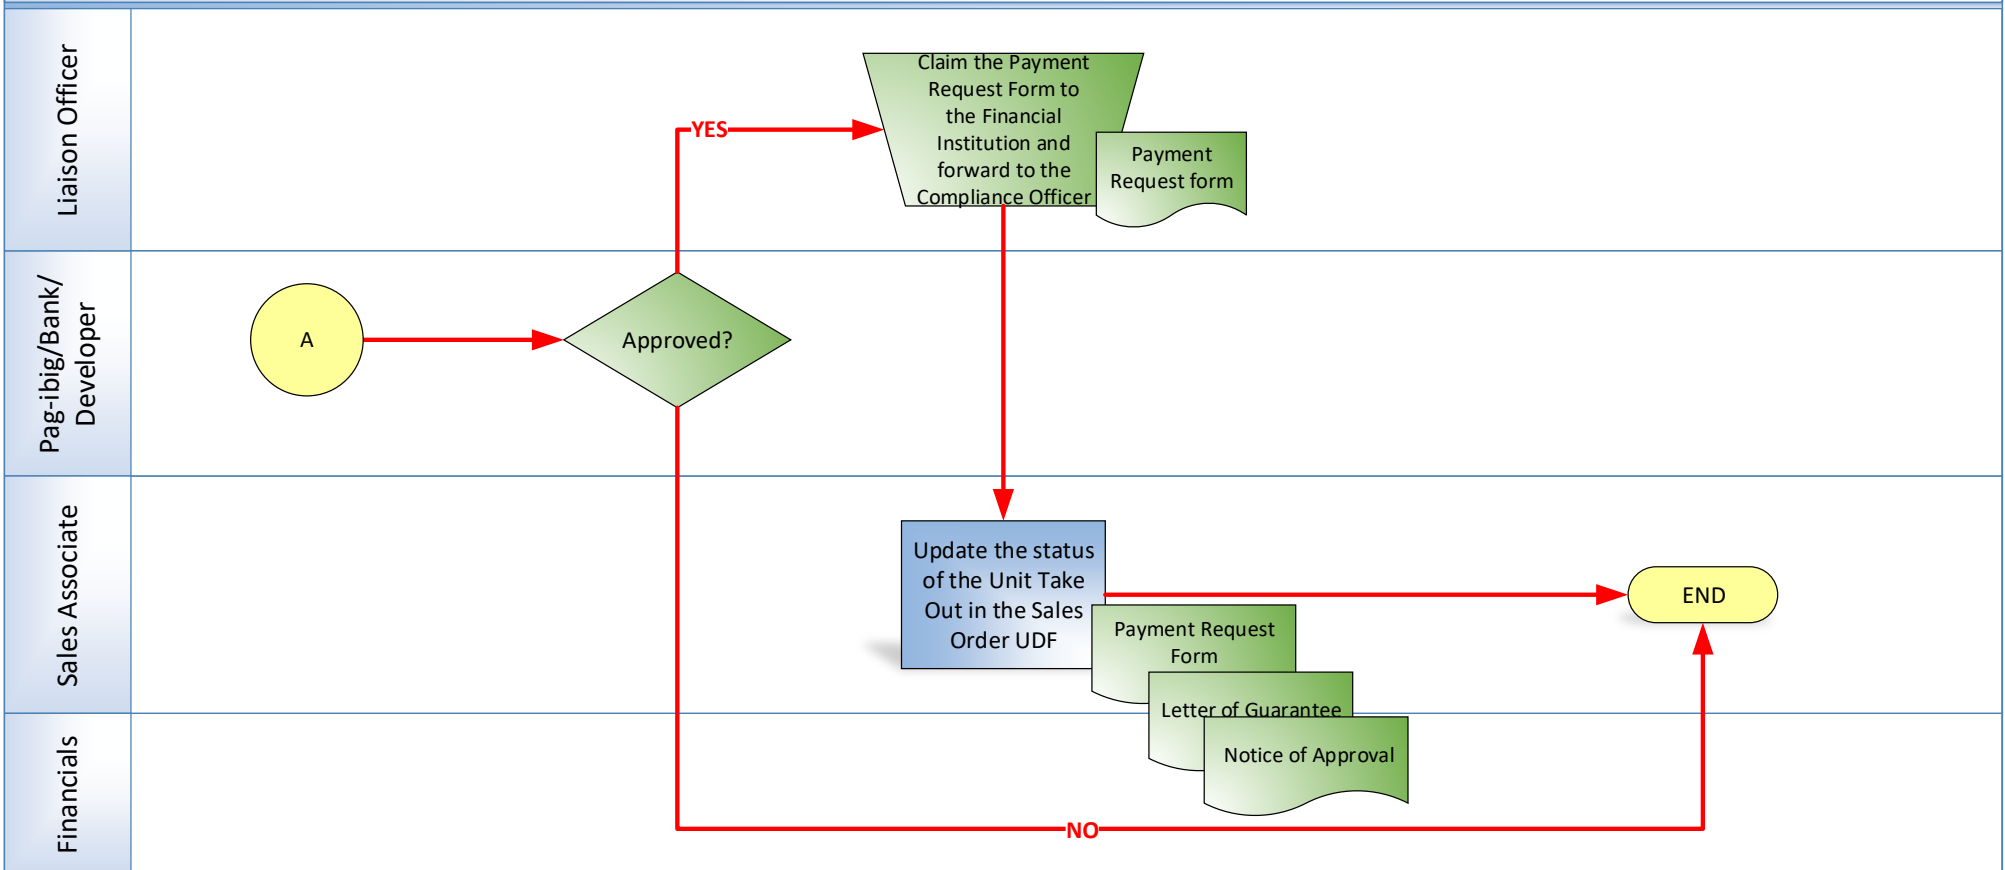 Liaison Officer
Claim the Payment
Request Form to
the Financial
Institution and
forward to the
Compliance Officer
Payment
Request form
YES
Pag-ibig/Bank/
Developer
A
Approved?
Sales Associate
Update the status
of the Unit Take
Out in the Sales
Order UDF
END
Payment Request
Form
Letter of Guarantee
Financials
Notice of Approval
NO